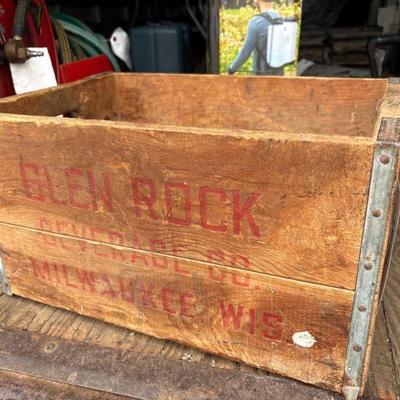 GLEN ROCK
BEVERAGE CO.
MILWAUKEE, WIS.